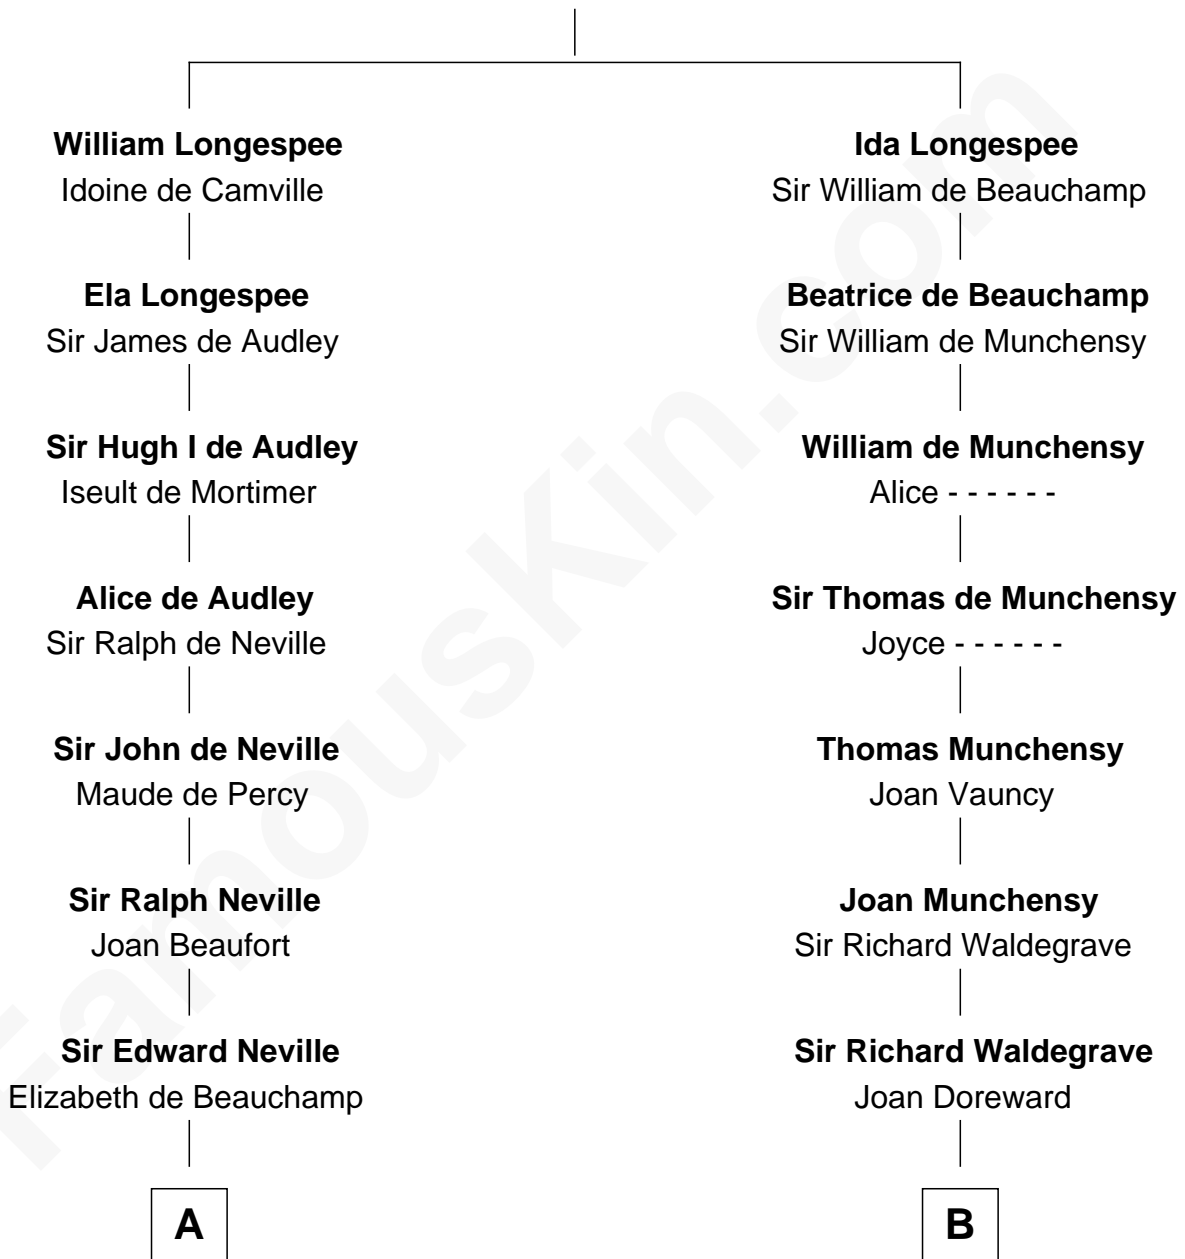 William Longespee
Idoine de Camville
Ida Longespee
Sir William de Beauchamp
Ela Longespee
Sir James de Audley
Beatrice de Beauchamp
Sir William de Munchensy
Sir Hugh I de Audley
Iseult de Mortimer
William de Munchensy
Alice - - - - - -
Alice de Audley
Sir Ralph de Neville
Sir Thomas de Munchensy
Joyce - - - - - -
Sir John de Neville
Maude de Percy
Thomas Munchensy
Joan Vauncy
Sir Ralph Neville
Joan Beaufort
Joan Munchensy
Sir Richard Waldegrave
Sir Edward Neville
Elizabeth de Beauchamp
Sir Richard Waldegrave
Joan Doreward
A
B
FamousKin.com